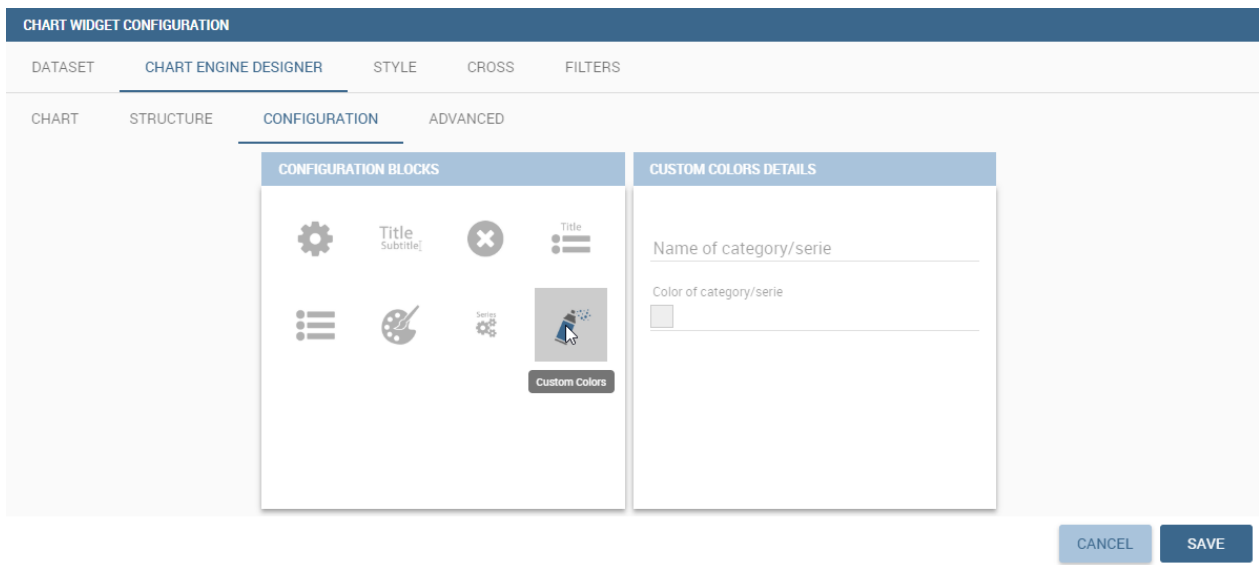 CHART WIDGET CONFIGURATION
DATASET CHART ENGINE DESIGNER STYLE CROSS FILTERS
CHART STRUCTURE CONFIGURATION ADVANCED
CONFIGURATION BLOCKS
Title
Subtitle[
Title
Series
Custom Colors
CUSTOM COLORS DETAILS
Name of category/serie
Color of category/serie
CANCEL SAVE